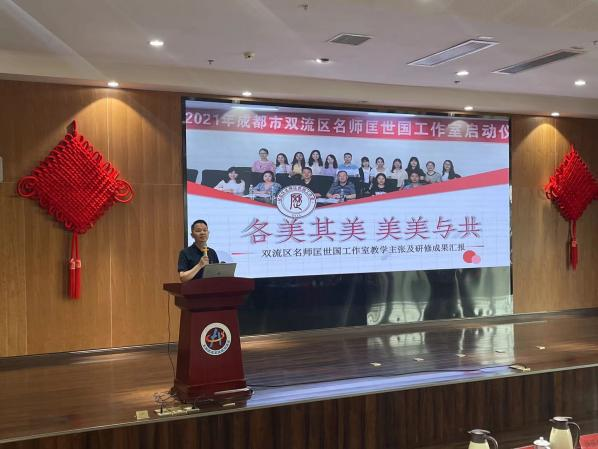 2021年成都市双流区名师匡世国工作室启动仪
各美其美 美美与共
双流区名师匡世国工作室教学主张及研修成果汇报